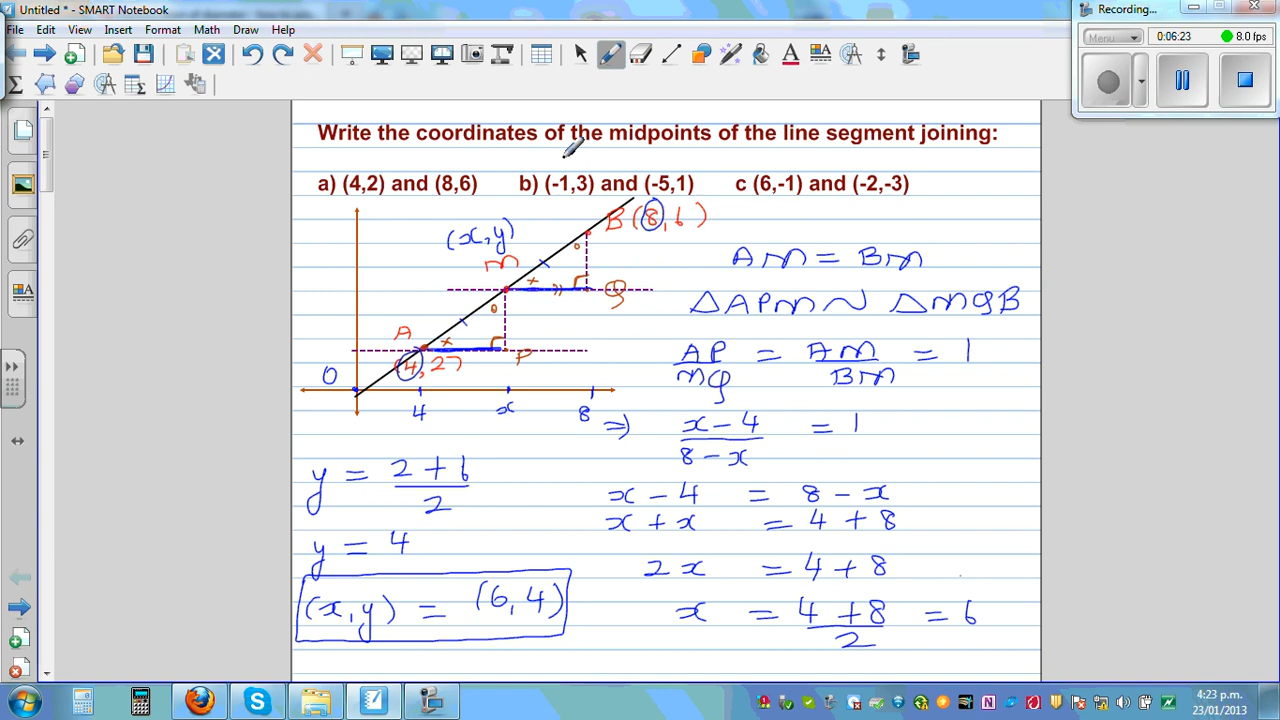 Untitled * - SMART Notebook
File Edit View Insert Format Math Draw Help
Recording...
Menu
0:06:23
8.0 fps
Write the coordinates of the midpoints of the line segment joining:
a) (4,2) and (8,6) b) (-1,3) and (-5,1) c (6,-1) and (-2,-3)
B (8, 6)
(x, y)
M
Q
A
(4, 2)
P
O
4 x 8
x x
o o
AM = BM
△APM ~ △MQB
AP/MQ = AM/BM = 1
⇒ x - 4 / 8 - x = 1
x - 4 = 8 - x
x + x = 4 + 8
2x = 4 + 8
x = 4 + 8 / 2 = 6
y = 2 + 6 / 2
y = 4
(x, y) = (6, 4)
4:23 p.m.
23/01/2013